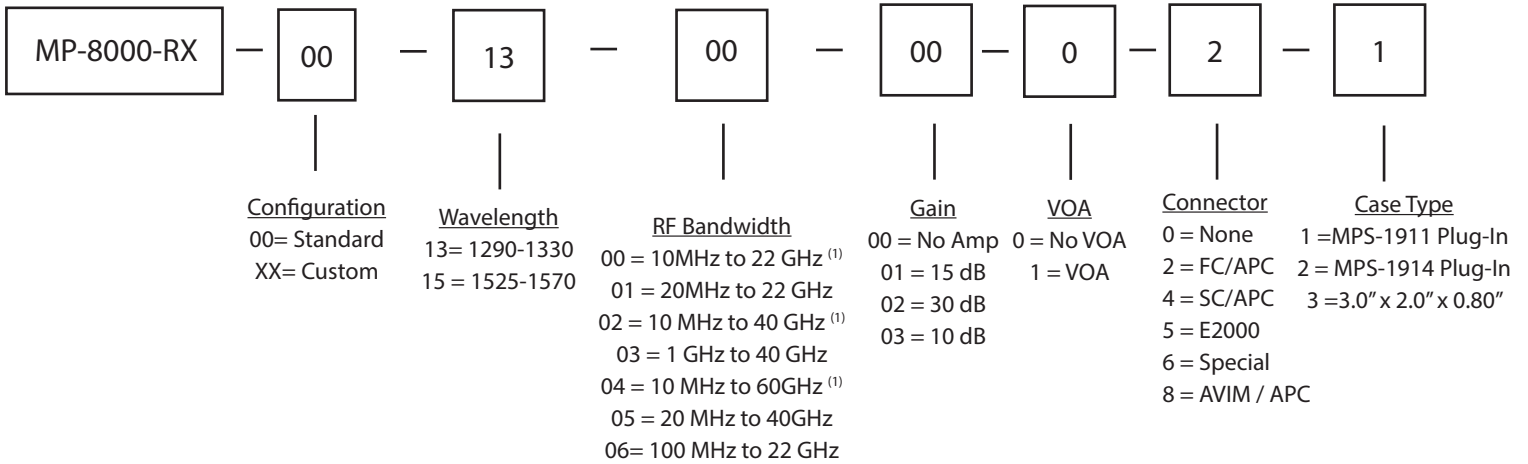 MP-8000-RX — 00 — 13 — 00 — 00 — 0 — 2 — 1
Configuration
00= Standard
XX= Custom
Wavelength
13= 1290-1330
15 = 1525-1570
RF Bandwidth
00 = 10MHz to 22 GHz (1)
01 = 20MHz to 22 GHz
02 = 10 MHz to 40 GHz (1)
03 = 1 GHz to 40 GHz
04 = 10 MHz to 60GHz (1)
05 = 20 MHz to 40GHz
06= 100 MHz to 22 GHz
Gain
00 = No Amp
01 = 15 dB
02 = 30 dB
03 = 10 dB
VOA
0 = No VOA
1 = VOA
Connector
0 = None
2 = FC/APC
4 = SC/APC
5 = E2000
6 = Special
8 = AVIM / APC
Case Type
1 =MPS-1911 Plug-In
2 = MPS-1914 Plug-In
3 =3.0” x 2.0” x 0.80”